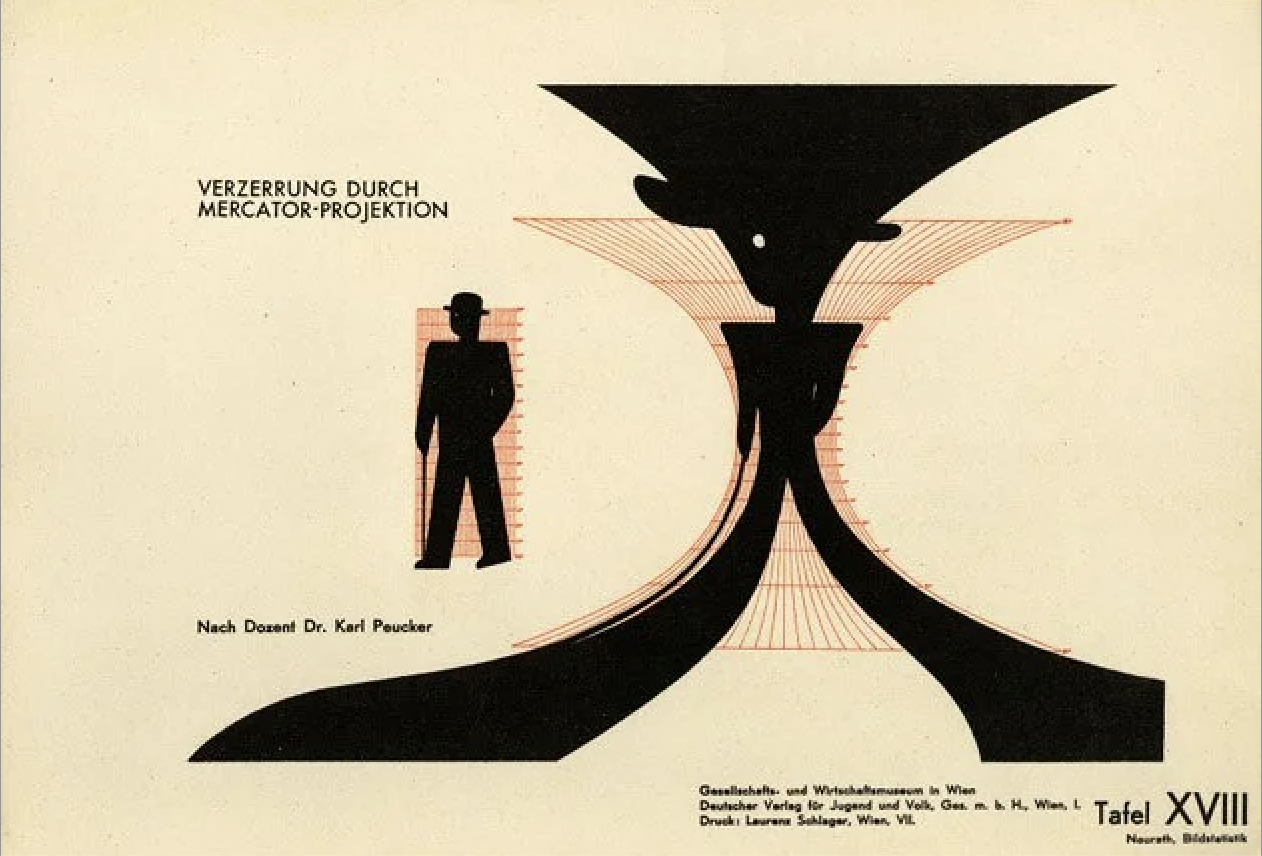 VERZERRUNG DURCH
MERCATOR-PROJEKTION
Nach Dozent Dr. Karl Peucker
Gesellschafts- und Wirtschaftsmuseum in Wien
Deutscher Verlag für Jugend und Volk, Ges. m. b. H., Wien, I.
Druck: Laurenz Schlager, Wien, VII.
Tafel XVIII
Neurath, Bildstatistik